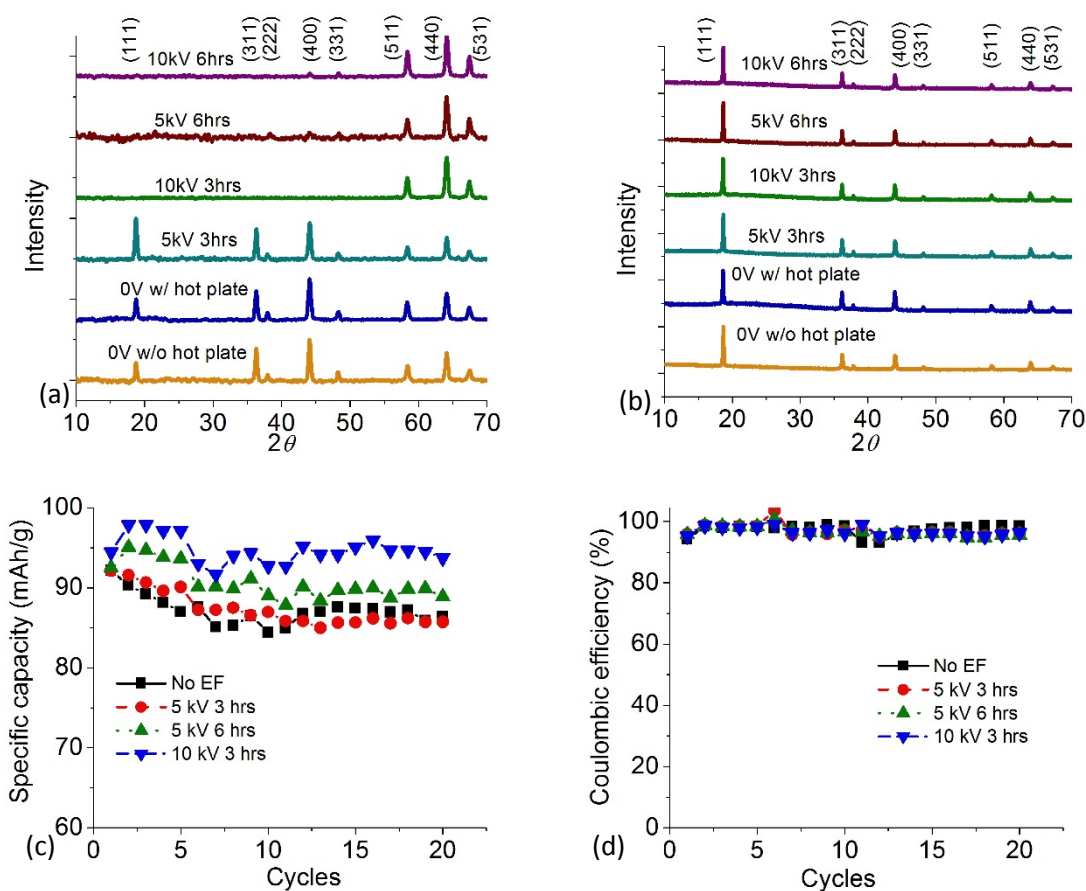 (111) (311) (222) (400) (331) (511) (440) (531)
10kV 6hrs
5kV 6hrs
10kV 3hrs
5kV 3hrs
0V w/ hot plate
0V w/o hot plate
Intensity
(a)
10 20 30 40 50 60 70
2θ
(111) (311) (222) (400) (331) (511) (440) (531)
10kV 6hrs
5kV 6hrs
10kV 3hrs
5kV 3hrs
0V w/ hot plate
0V w/o hot plate
Intensity
(b)
10 20 30 40 50 60 70
2θ
100
90
80
70
60
Specific capacity (mAh/g)
No EF
5 kV 3 hrs
5 kV 6 hrs
10 kV 3 hrs
(c)
0 5 10 15 20
Cycles
100
80
60
40
20
0
Coulombic efficiency (%)
No EF
5 kV 3 hrs
5 kV 6 hrs
10 kV 3 hrs
(d)
0 5 10 15 20
Cycles